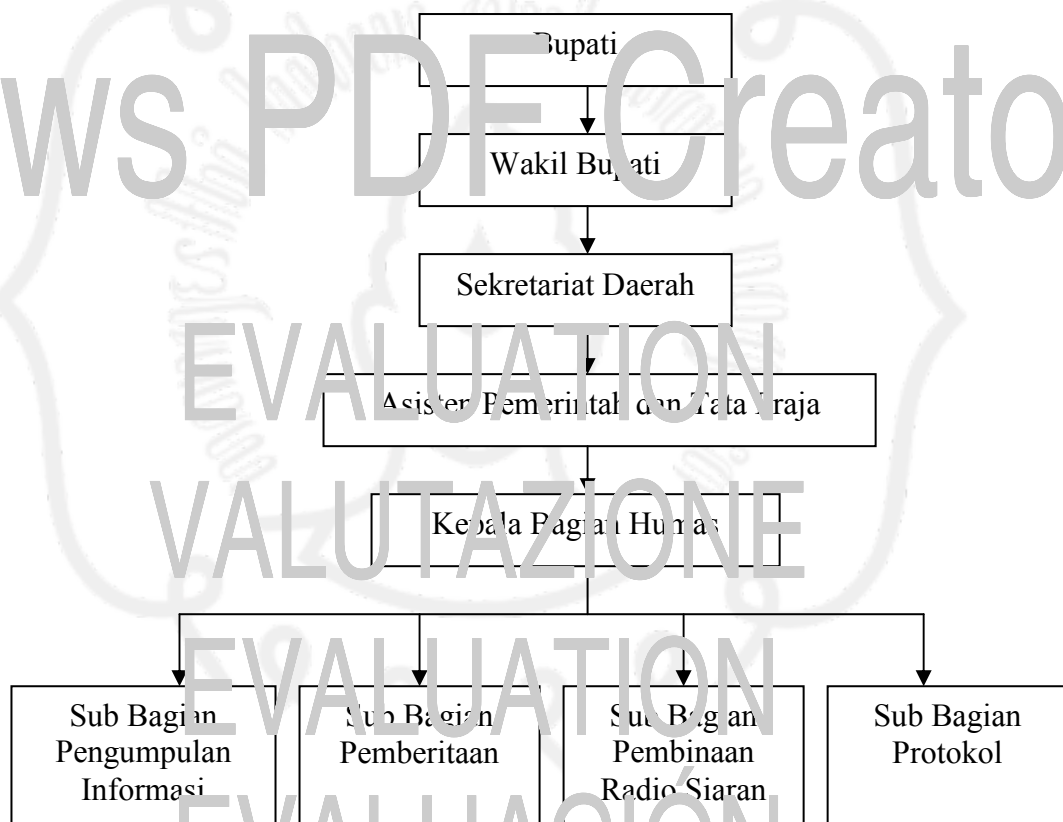 Bupati
ws PDF Creato
Wakil Bupati
Sekretariat Daerah
EVALUATION
Asisten Pemerintah dan Tata Praja
VALUTAZIONE
Kepala Bagian Humas
EVALUATION
Sub Bagian
Pengumpulan
Informasi
Sub Bagian
Pemberitaan
Sub Bagian
Pembinaan
Radio Siaran
Sub Bagian
Protokol
EVALUACIÓN